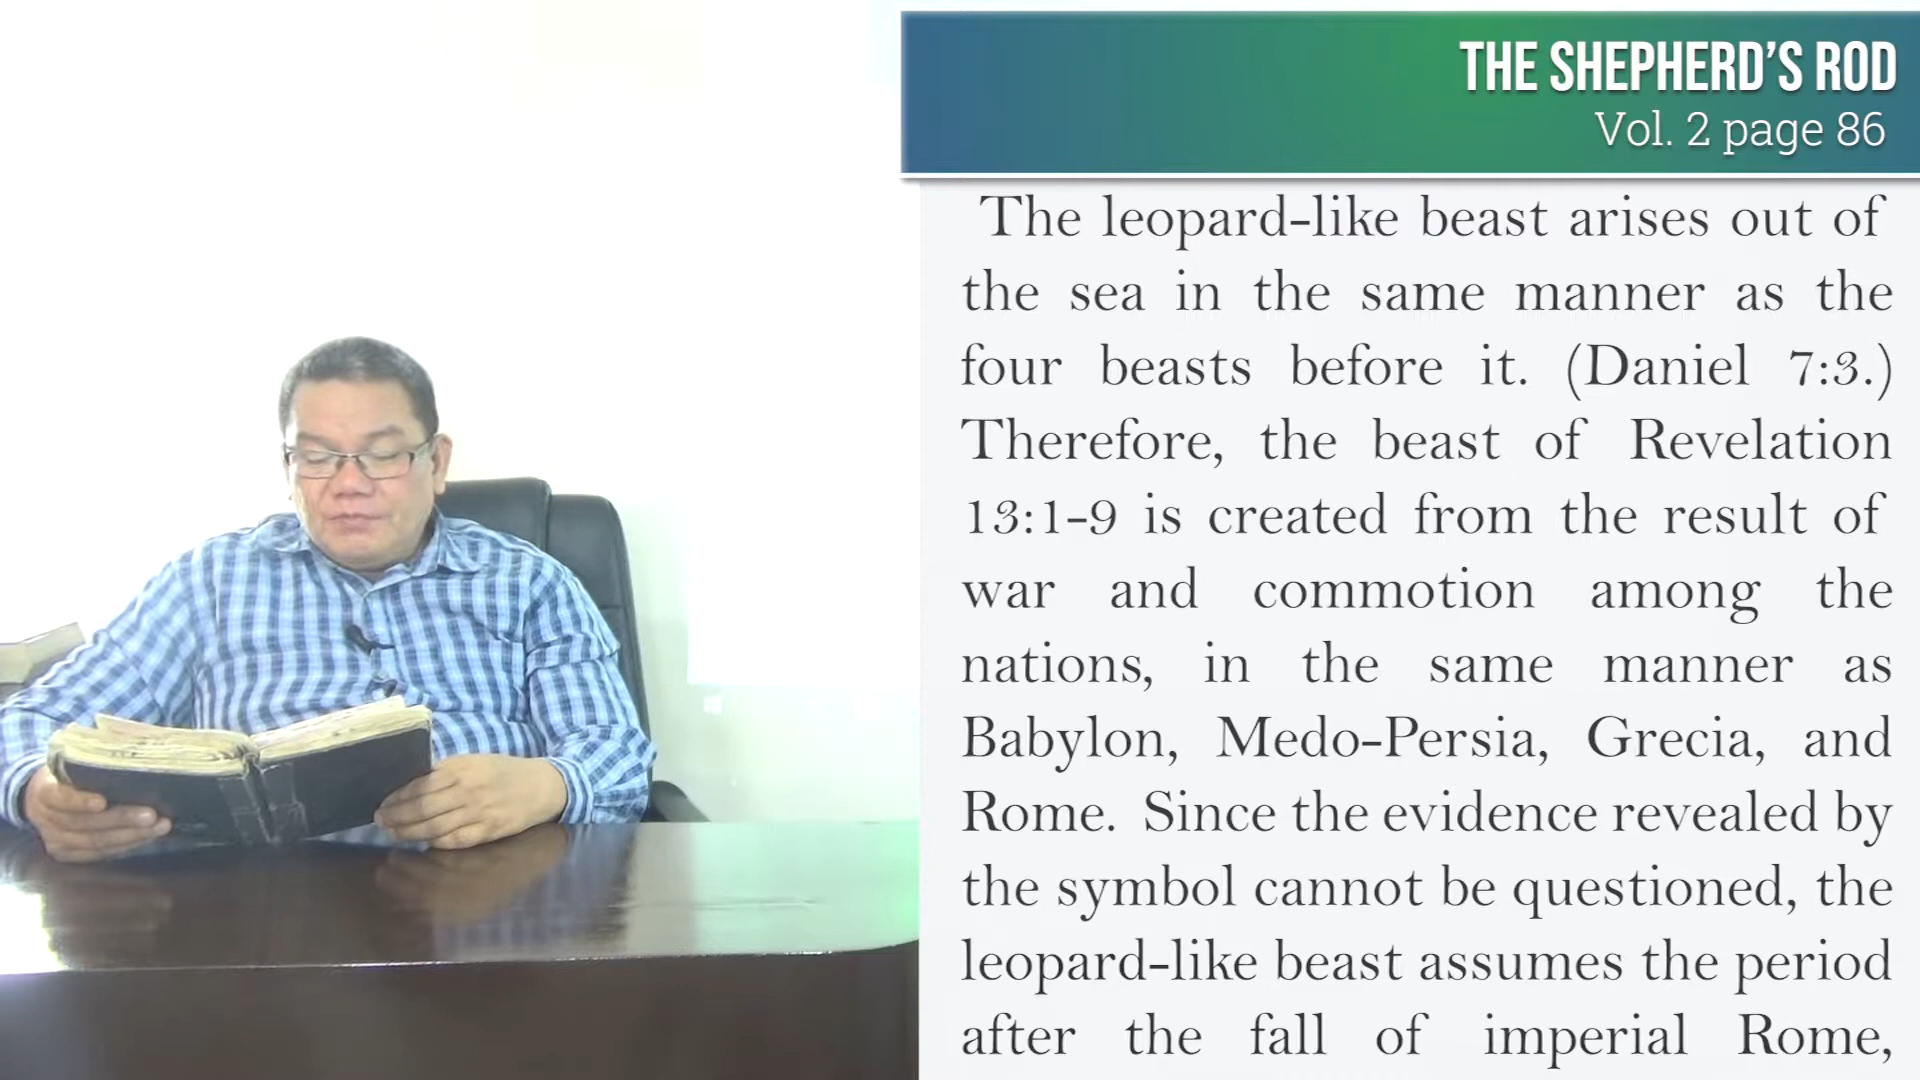 THE SHEPHERD'S ROD
Vol. 2 page 86
The leopard-like beast arises out of
the sea in the same manner as the
four beasts before it. (Daniel 7:3.)
Therefore, the beast of Revelation
13:1-9 is created from the result of
war and commotion among the
nations, in the same manner as
Babylon, Medo-Persia, Grecia, and
Rome. Since the evidence revealed by
the symbol cannot be questioned, the
leopard-like beast assumes the period
after the fall of imperial Rome,